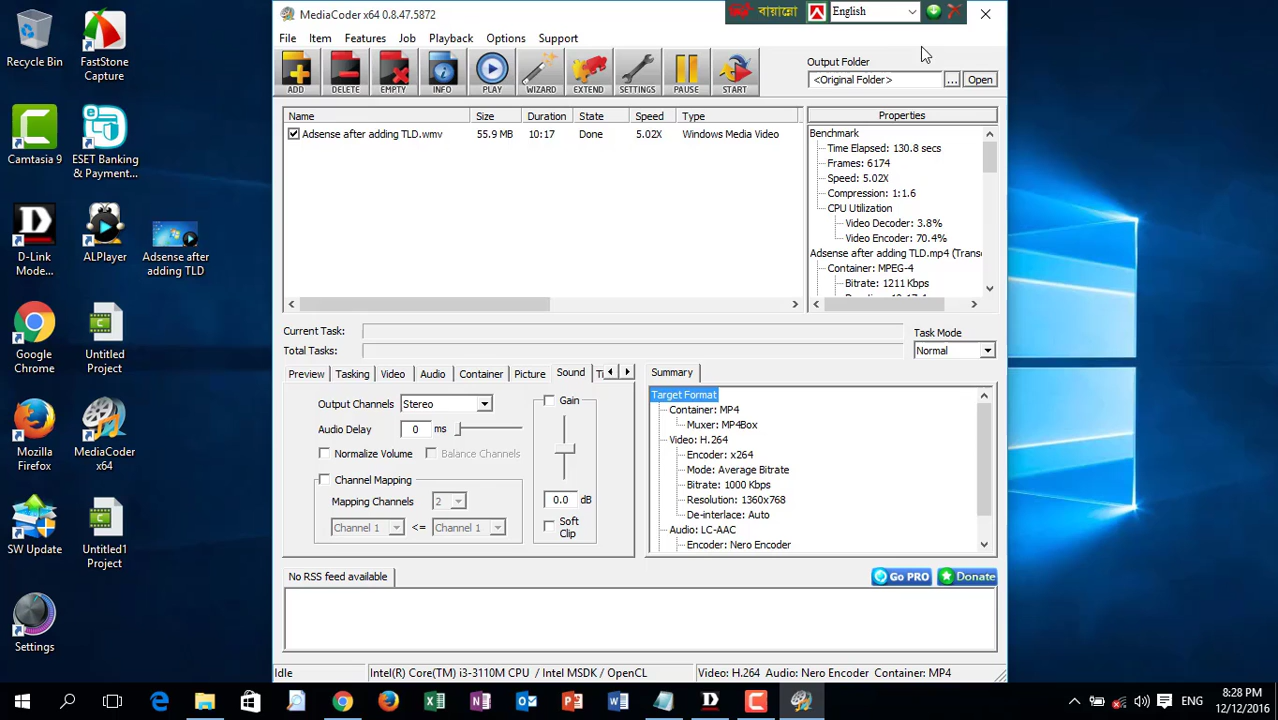 Recycle Bin
FastStone Capture
Camtasia 9
ESET Banking & Paymen...
D-Link Mode...
ALPlayer
Adsense after adding TLD
Google Chrome
Untitled Project
Mozilla Firefox
MediaCoder x64
SW Update
Untitled1 Project
Settings
MediaCoder x64 0.8.47.5872
বায়ান্নো
English
File Item Features Job Playback Options Support
ADD DELETE EMPTY INFO PLAY WIZARD EXTEND SETTINGS PAUSE START
Output Folder
<Original Folder> ... Open
Name Size Duration State Speed Type
Adsense after adding TLD.wmv 55.9 MB 10:17 Done 5.02X Windows Media Video
Properties
Benchmark
Time Elapsed: 130.8 secs
Frames: 6174
Speed: 5.02X
Compression: 1:1.6
CPU Utilization
Video Decoder: 3.8%
Video Encoder: 70.4%
Adsense after adding TLD.mp4 (Trans
Container: MPEG-4
Bitrate: 1211 Kbps
Current Task:
Total Tasks:
Task Mode
Normal
Preview Tasking Video Audio Container Picture Sound Ti
Output Channels Stereo
Audio Delay 0 ms
Normalize Volume Balance Channels
Channel Mapping
Mapping Channels 2
Channel 1 <= Channel 1
Gain
0.0 dB
Soft Clip
Summary
Target Format
Container: MP4
Muxer: MP4Box
Video: H.264
Encoder: x264
Mode: Average Bitrate
Bitrate: 1000 Kbps
Resolution: 1360x768
De-interlace: Auto
Audio: LC-AAC
Encoder: Nero Encoder
No RSS feed available
Go PRO Donate
Idle Intel(R) Core(TM) i3-3110M CPU / Intel MSDK / OpenCL Video: H.264 Audio: Nero Encoder Container: MP4
ENG
8:28 PM
12/12/2016